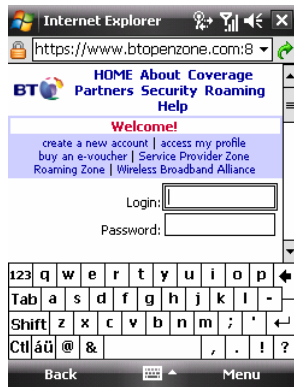 Internet Explorer
https://www.btopenzone.com:8
BT
HOME About Coverage
Partners Security Roaming
Help
Welcome!
create a new account | access my profile
buy an e-voucher | Service Provider Zone
Roaming Zone | Wireless Broadband Alliance
Login:
Password:
123 q w e r t y u i o p
Tab a s d f g h j k l -
Shift z x c v b n m ; '
Ctl áü @ & , . ! ?
Back Menu